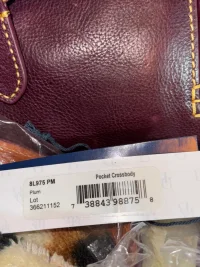 Pocket Crossbody
8L975 PM
Plum
Lot
366211152
7 38843 98875 8